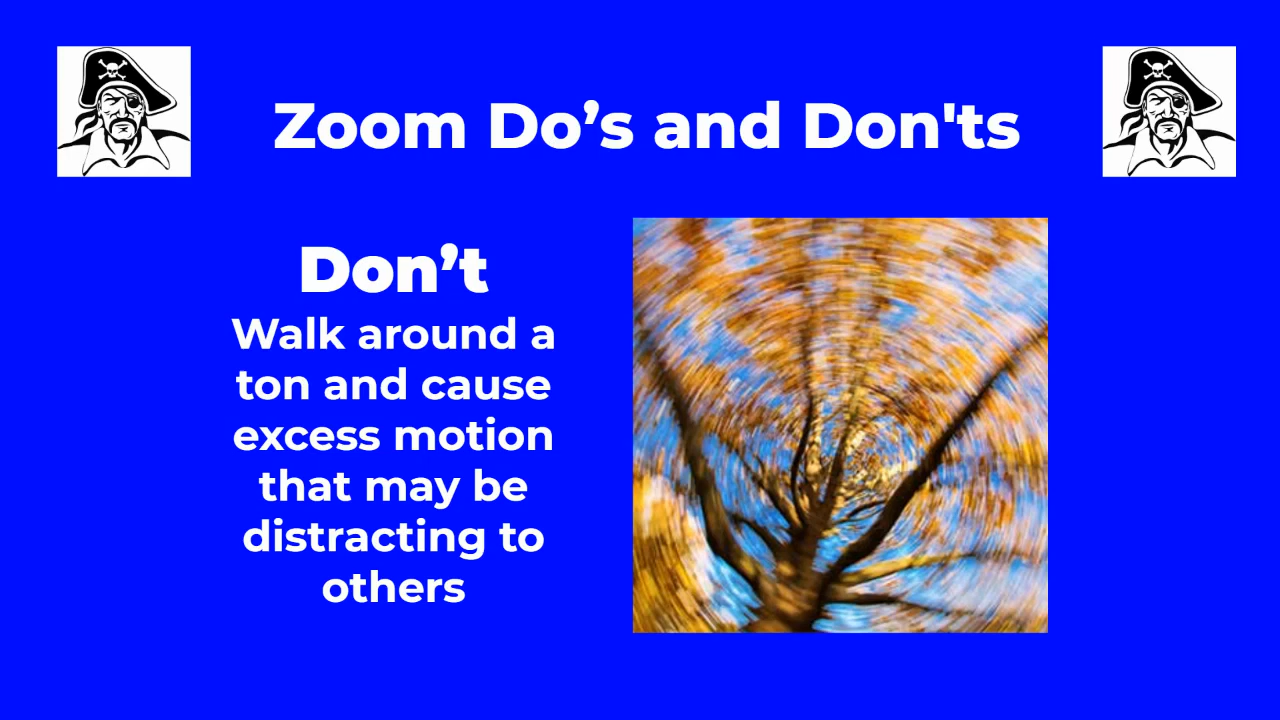 Zoom Do’s and Don'ts
Don’t
Walk around a
ton and cause
excess motion
that may be
distracting to
others